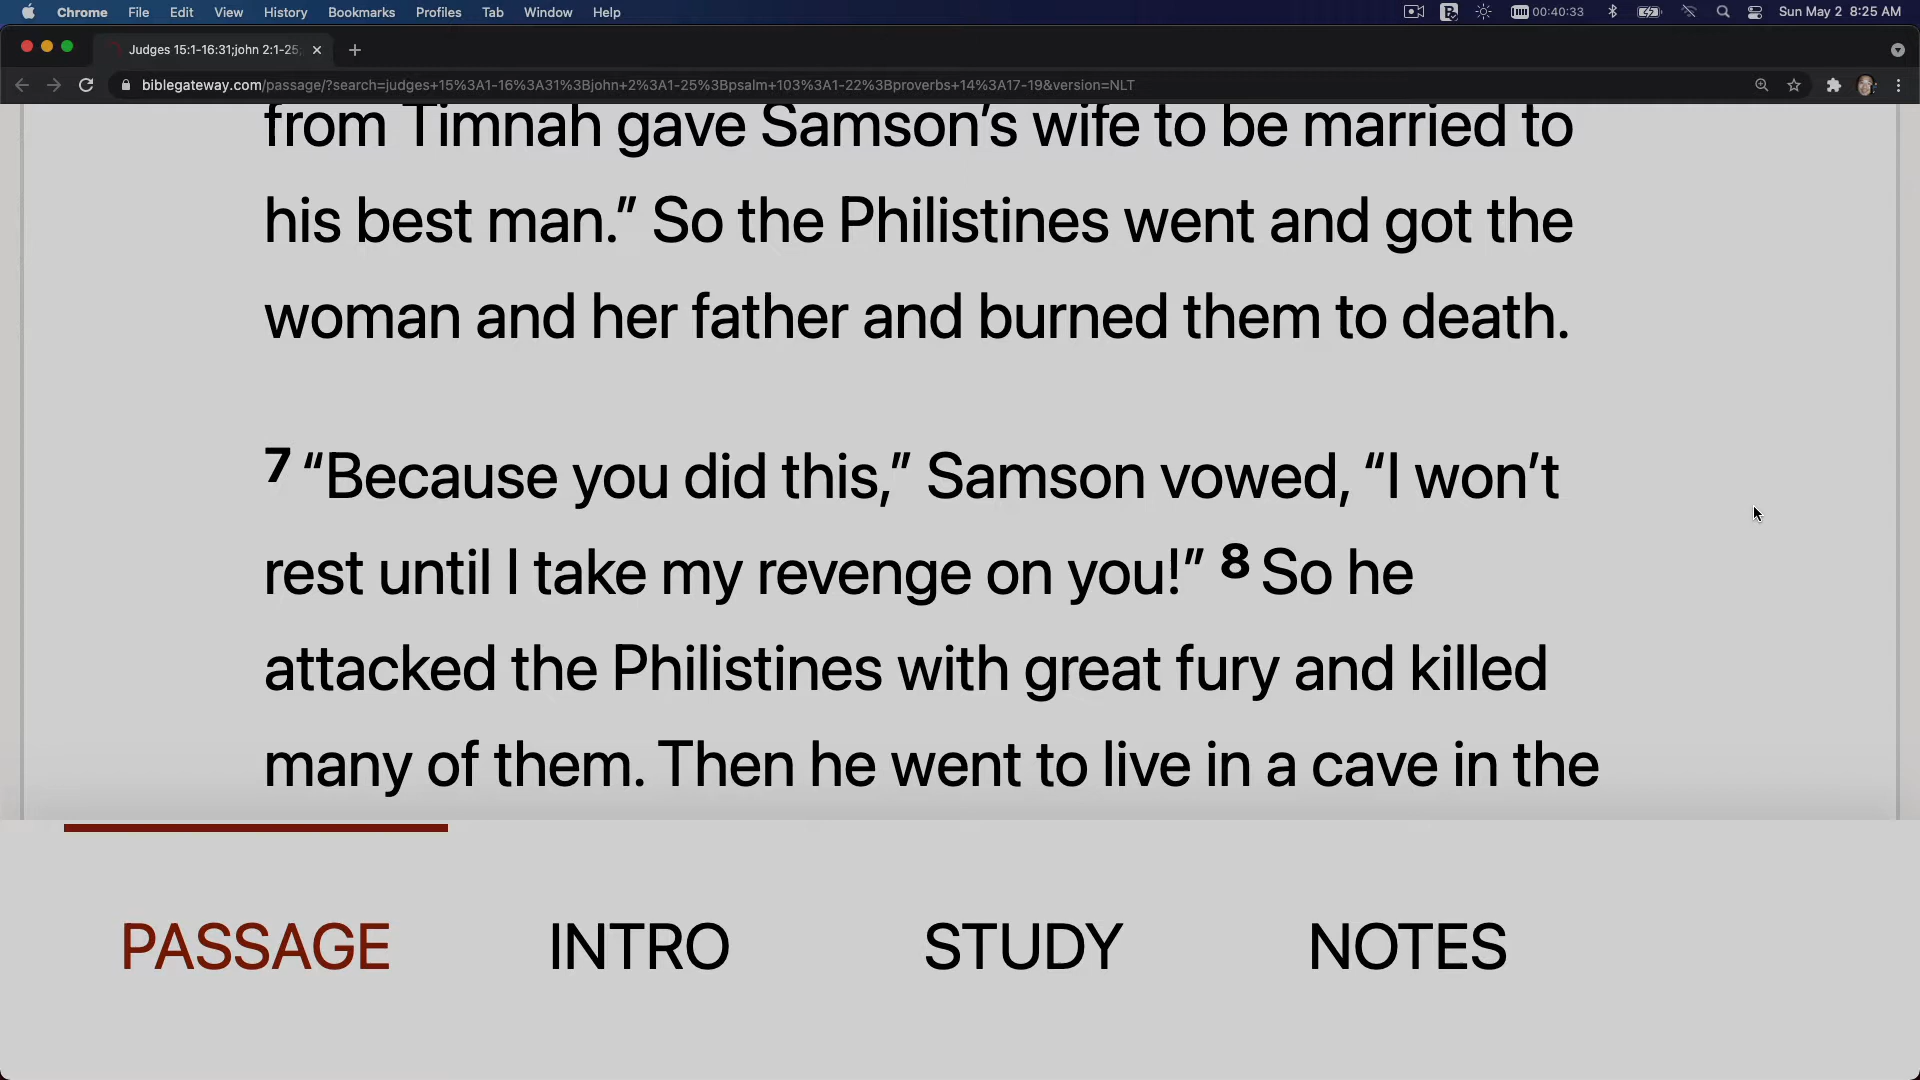 Chrome File Edit View History Bookmarks Profiles Tab Window Help 00:40:33 Sun May 2 8:25 AM
Judges 15:1-16:31;john 2:1-25;
biblegateway.com/passage/?search=judges+15%3A1-16%3A31%3Bjohn+2%3A1-25%3Bpsalm+103%3A1-22%3Bproverbs+14%3A17-19&version=NLT
from Timnah gave Samson’s wife to be married to
his best man.” So the Philistines went and got the
woman and her father and burned them to death.
7 “Because you did this,” Samson vowed, “I won’t
rest until I take my revenge on you!” 8 So he
attacked the Philistines with great fury and killed
many of them. Then he went to live in a cave in the
PASSAGE INTRO STUDY NOTES